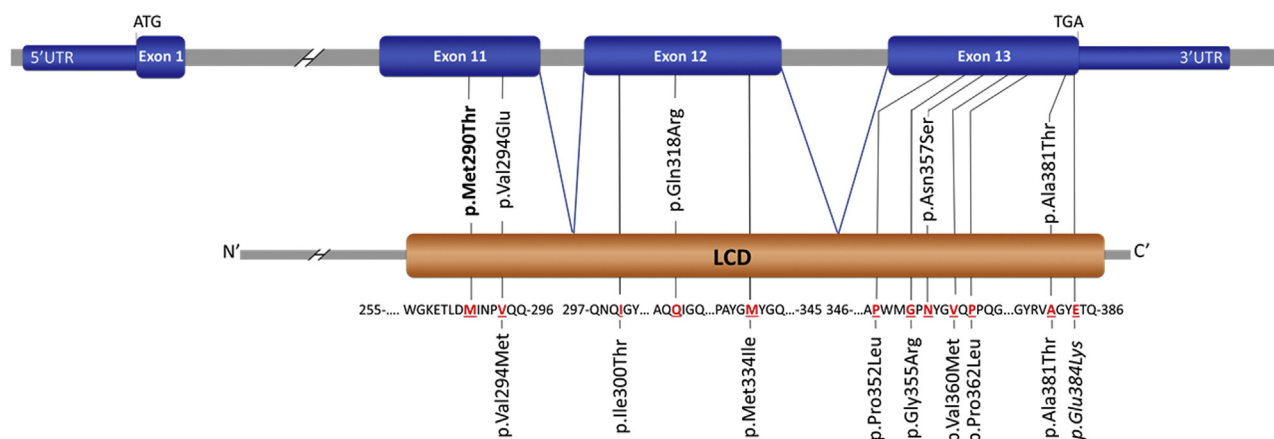 ATG
TGA
5'UTR
Exon 1
Exon 11
Exon 12
Exon 13
3'UTR
p.Met290Thr
p.Val294Glu
p.Gln318Arg
p.Asn357Ser
p.Ala381Thr
N'
LCD
C'
255-.... WGKETLDMINPVQQ-296 297-QNQIGY... AQQIGQ...PAYGMYGQ...-345 346-...APWMGPNYGVQPPQG...GYRVAGYETQ-386
p.Val294Met
p.Ile300Thr
p.Met334Ile
p.Pro352Leu
p.Gly355Arg
p.Val360Met
p.Pro362Leu
p.Ala381Thr
p.Glu384Lys